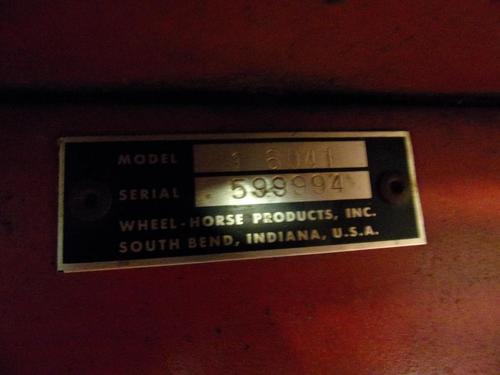 MODEL 1 6041
SERIAL 599994
WHEEL-HORSE PRODUCTS, INC.
SOUTH BEND, INDIANA, U.S.A.